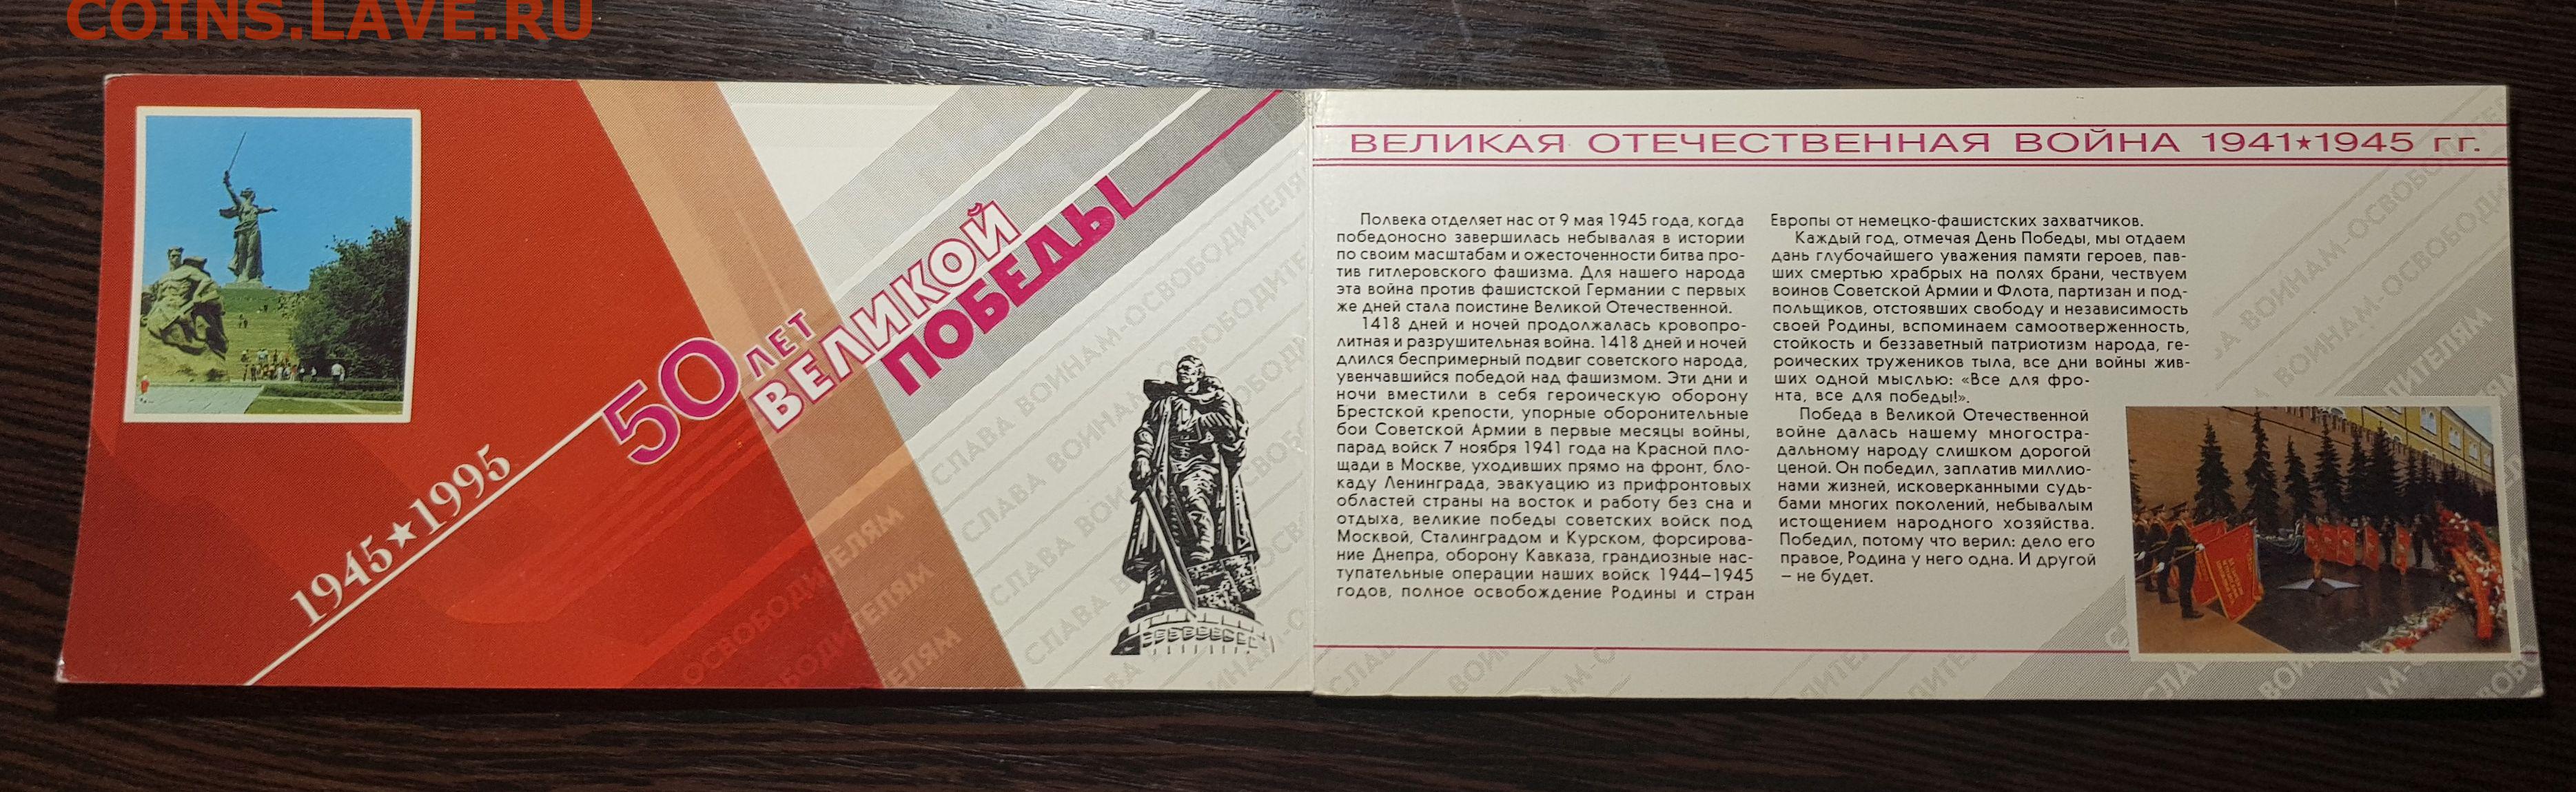 COINS.LAVE.RU
1945★1995
50 ЛЕТ
ВЕЛИКОЙ
ПОБЕДЫ
СЛАВА ВОИНАМ-ОСВОБОДИТЕЛЯМ
ВЕЛИКАЯ ОТЕЧЕСТВЕННАЯ ВОЙНА 1941★1945 гг.
Полвека отделяет нас от 9 мая 1945 года, когда
победоносно завершилась небывалая в истории
по своим масштабам и ожесточенности битва про-
тив гитлеровского фашизма. Для нашего народа
эта война против фашистской Германии с первых
же дней стала поистине Великой Отечественной.
1418 дней и ночей продолжалась кровопро-
литная и разрушительная война. 1418 дней и ночей
длился беспримерный подвиг советского народа,
увенчавшийся победой над фашизмом. Эти дни и
ночи вместили в себя героическую оборону
Брестской крепости, упорные оборонительные
бои Советской Армии в первые месяцы войны,
парад войск 7 ноября 1941 года на Красной пло-
щади в Москве, уходивших прямо на фронт, бло-
каду Ленинграда, эвакуацию из прифронтовых
областей страны на восток и работу без сна и
отдыха, великие победы советских войск под
Москвой, Сталинградом и Курском, форсирова-
ние Днепра, оборону Кавказа, грандиозные нас-
тупательные операции наших войск 1944–1945
годов, полное освобождение Родины и стран
Европы от немецко-фашистских захватчиков.
Каждый год, отмечая День Победы, мы отдаем
дань глубочайшего уважения памяти героев, пав-
ших смертью храбрых на полях брани, чествуем
воинов Советской Армии и Флота, партизан и под-
польщиков, отстоявших свободу и независимость
своей Родины, вспоминаем самоотверженность,
стойкость и беззаветный патриотизм народа, ге-
роических тружеников тыла, все дни войны жив-
ших одной мыслью: «Все для фро-
нта, все для победы!».
Победа в Великой Отечественной
войне далась нашему многостра-
дальному народу слишком дорогой
ценой. Он победил, заплатив миллио-
нами жизней, исковерканными судь-
бами многих поколений, небывалым
истощением народного хозяйства.
Победил, потому что верил: дело его
правое, Родина у него одна. И другой
– не будет.